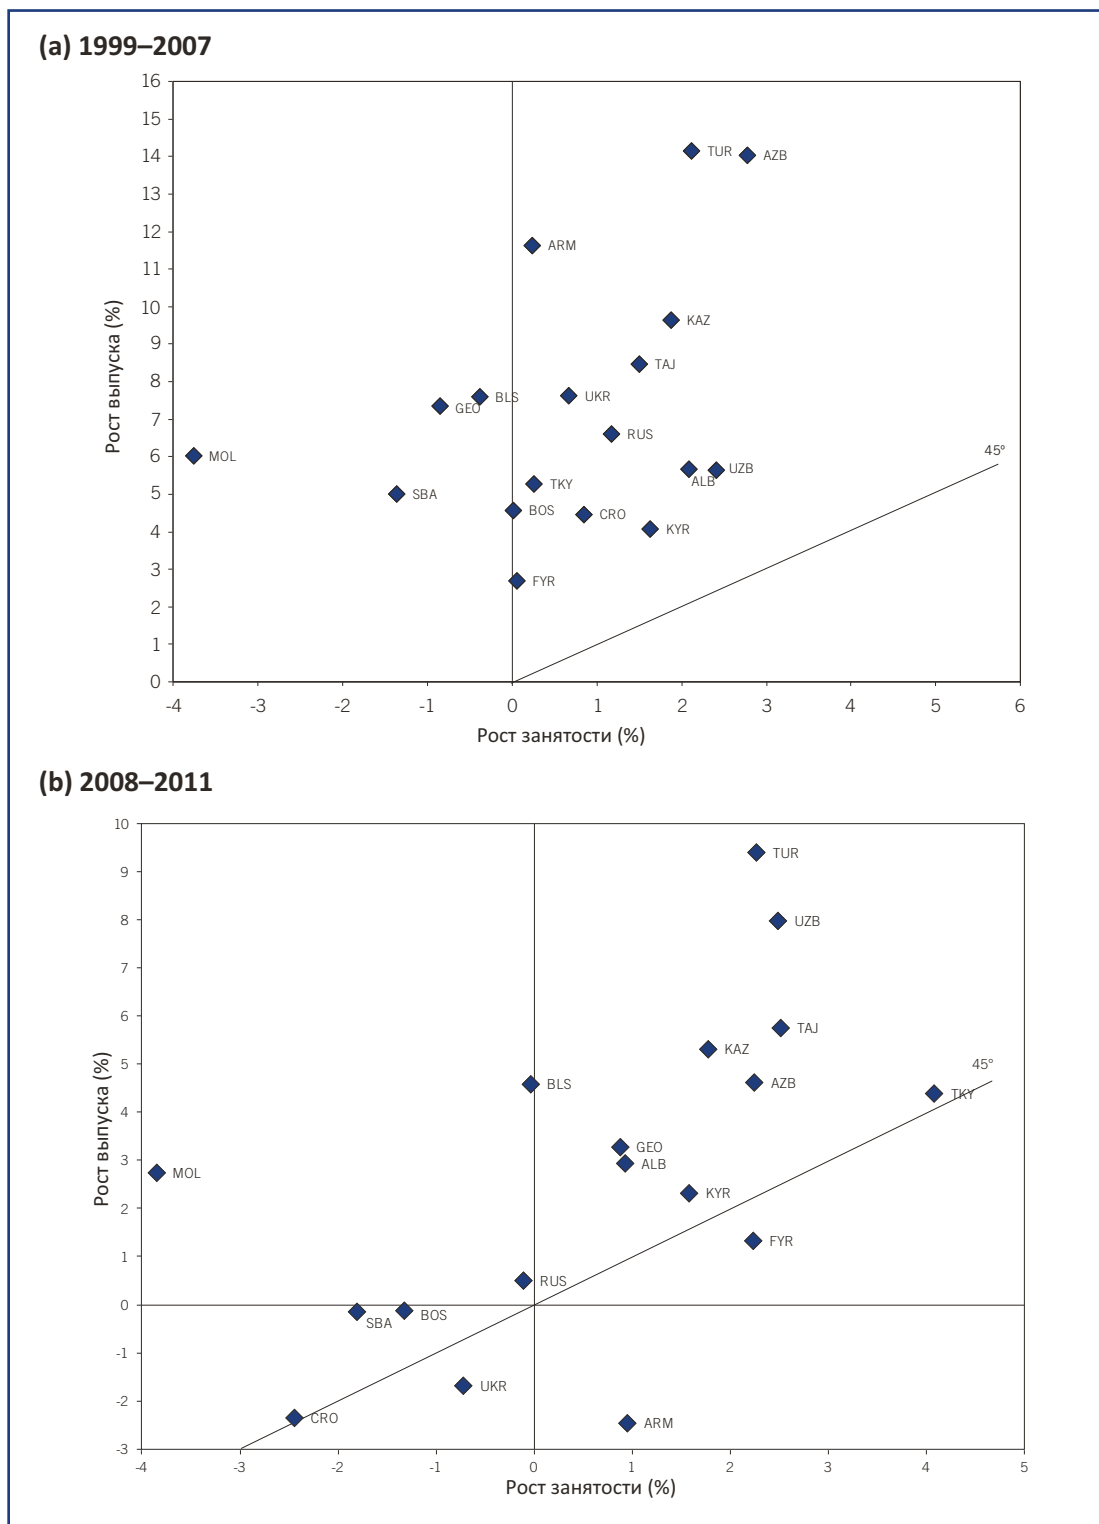 (a) 1999–2007
16
15
14
13
12
11
10
9
8
7
6
5
4
3
2
1
0
Рост выпуска (%)
TUR
AZB
ARM
KAZ
TAJ
BLS
GEO
UKR
RUS
MOL
45º
UZB
ALB
SBA
TKY
BOS
CRO
KYR
FYR
-4 -3 -2 -1 0 1 2 3 4 5 6
Рост занятости (%)
(b) 2008–2011
10
9
8
7
6
5
4
3
2
1
0
-1
-2
-3
Рост выпуска (%)
TUR
UZB
TAJ
KAZ
45º
AZB
BLS
TKY
GEO
ALB
MOL
KYR
FYR
RUS
BOS
SBA
UKR
CRO
ARM
-4 -3 -2 -1 0 1 2 3 4 5
Рост занятости (%)